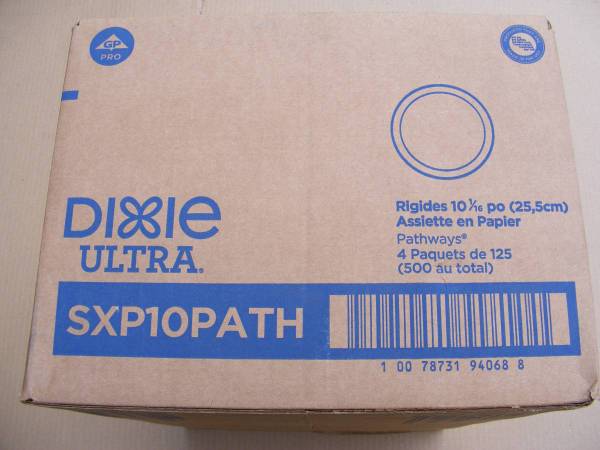 GP
PRO
Rigides 10 1/16 po (25,5cm)
Assiette en Papier
Pathways®
4 Paquets de 125
(500 au total)
Dixie
ULTRA®
SXP10PATH
1 00 78731 94068 8